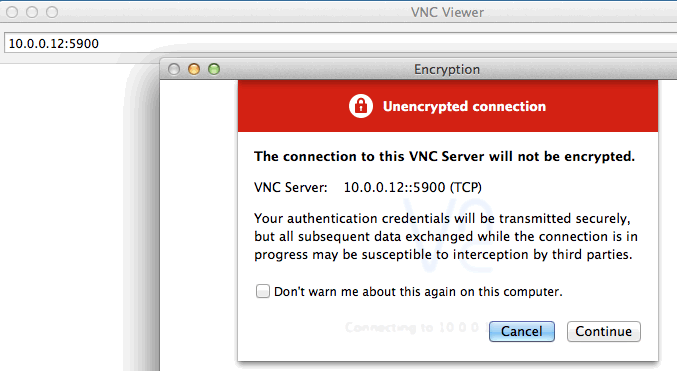 VNC Viewer
10.0.0.12:5900
Encryption
Unencrypted connection
The connection to this VNC Server will not be encrypted.
VNC Server: 10.0.0.12::5900 (TCP)
Your authentication credentials will be transmitted securely,
but all subsequent data exchanged while the connection is in
progress may be susceptible to interception by third parties.
Don't warn me about this again on this computer.
Connecting to 10 0 0
Cancel
Continue